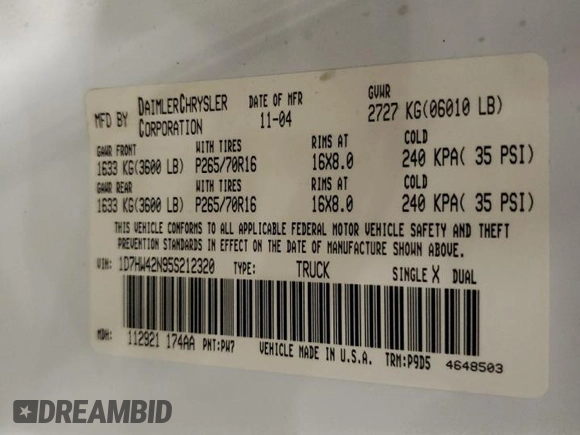 MFD BY DAIMLERCHRYSLER CORPORATION DATE OF MFR 11-04 GVWR 2727 KG(06010 LB)
GAWR FRONT WITH TIRES RIMS AT COLD
1633 KG(3600 LB) P265/70R16 16X8.0 240 KPA( 35 PSI)
GAWR REAR WITH TIRES RIMS AT COLD
1633 KG(3600 LB) P265/70R16 16X8.0 240 KPA( 35 PSI)
THIS VEHICLE CONFORMS TO ALL APPLICABLE FEDERAL MOTOR VEHICLE SAFETY AND THEFT
PREVENTION STANDARDS IN EFFECT ON THE DATE OF MANUFACTURE SHOWN ABOVE.
VIN: 1D7HW42N95S212320 TYPE: TRUCK SINGLE X DUAL
MDH: 112921 174AA PNT:PW7 VEHICLE MADE IN U.S.A. TRM:P9D5 4648503
DREAMBID